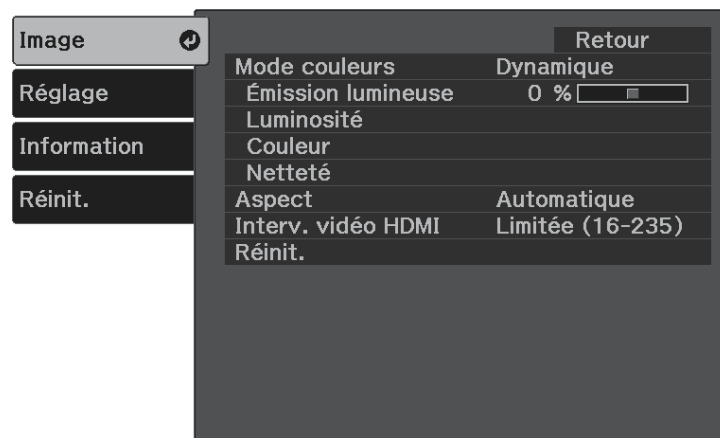 Image
Réglage
Information
Réinit.
Retour
Mode couleurs Dynamique
Émission lumineuse 0 %
Luminosité
Couleur
Netteté
Aspect Automatique
Interv. vidéo HDMI Limitée (16-235)
Réinit.